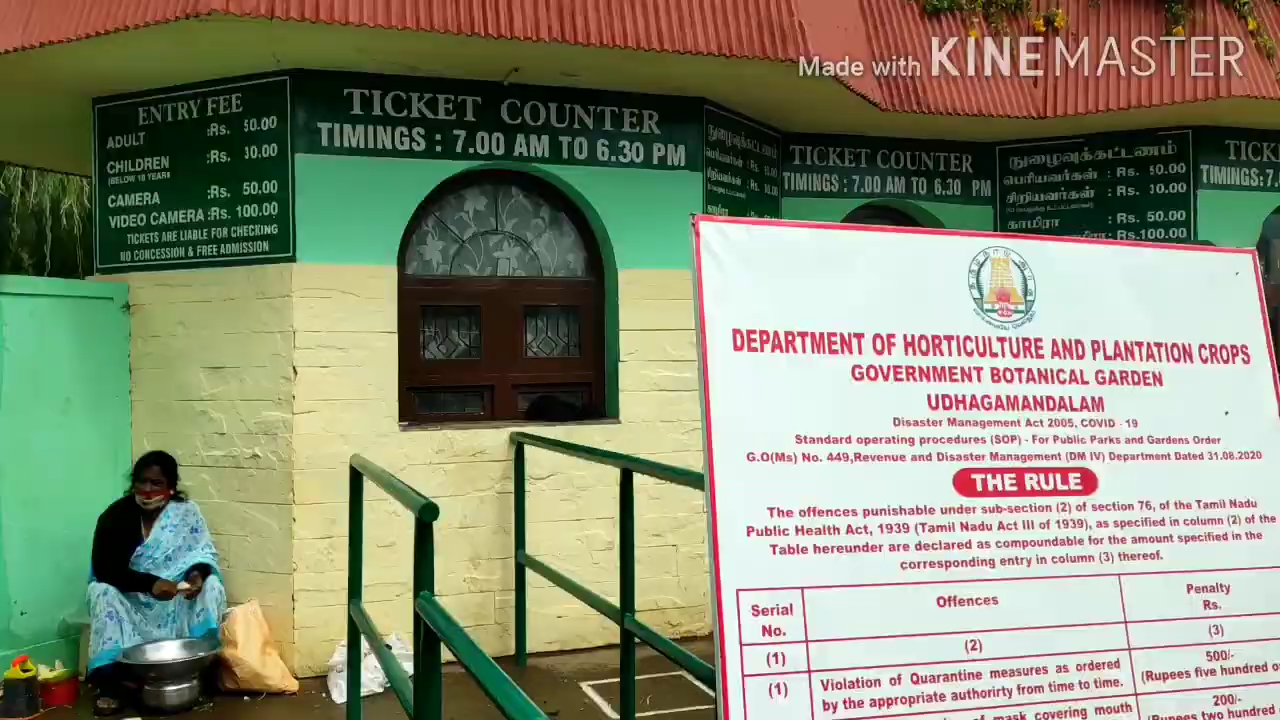 Made with KINEMASTER
ENTRY FEE
ADULT :Rs. 50.00
CHILDREN :Rs. 30.00
(BELOW 10 YEAR)
CAMERA :Rs. 50.00
VIDEO CAMERA :Rs. 100.00
TICKETS ARE LIABLE FOR CHECKING
NO CONCESSION & FREE ADMISSION
TICKET COUNTER
TIMINGS : 7.00 AM TO 6.30 PM
நுழைவுக்கட்டணம்
பெரியவர்கள்
சிறியவர்கள்
காமிரா
TICKET COUNTER
TIMINGS : 7.00 AM TO 6.30 PM
நுழைவுக்கட்டணம்
பெரியவர்கள் : Rs. 50.00
சிறியவர்கள் : Rs. 30.00
காமிரா : Rs. 50.00
: Rs.100.00
TIMINGS:7.
DEPARTMENT OF HORTICULTURE AND PLANTATION CROPS
GOVERNMENT BOTANICAL GARDEN
UDHAGAMANDALAM
Disaster Management Act 2005, COVID - 19
Standard operating procedures (SOP) - For Public Parks and Gardens Order
G.O(Ms) No. 449,Revenue and Disaster Management (DM IV) Department Dated 31.08.2020
THE RULE
The offences punishable under sub-section (2) of section 76, of the Tamil Nadu
Public Health Act, 1939 (Tamil Nadu Act III of 1939), as specified in column (2) of the
Table hereunder are declared as compoundable for the amount specified in the
corresponding entry in column (3) thereof.
Serial No. Offences Penalty Rs.
(1) (2) (3)
(1) Violation of Quarantine measures as ordered
by the appropriate authorirty from time to time.
500/-
(Rupees five hundred
mask covering mouth
200/-
(Rupees two hundred